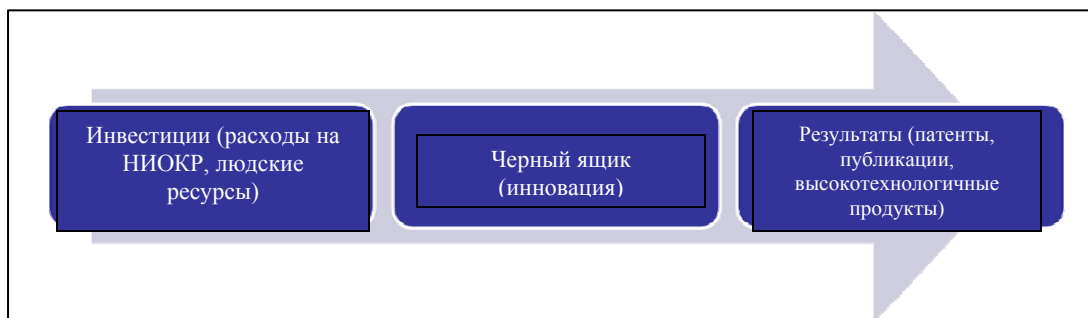 Инвестиции (расходы на
НИОКР, людские
ресурсы)
Черный ящик
(инновация)
Результаты (патенты,
публикации,
высокотехнологичные
продукты)